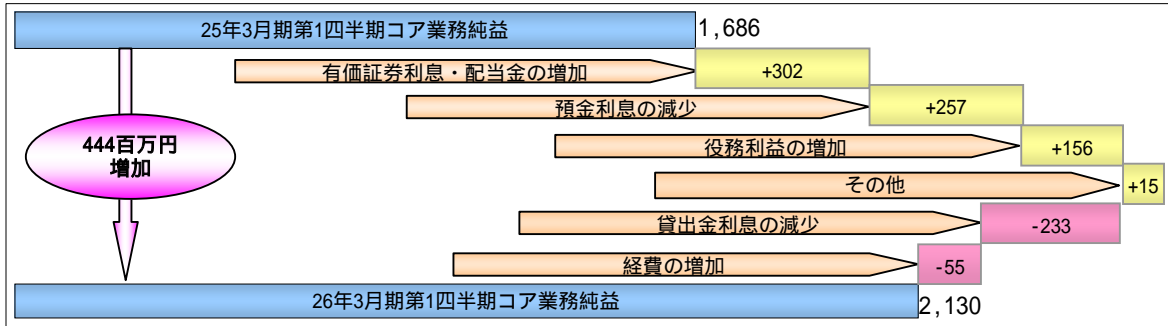 25年3月期第1四半期コア業務純益
1,686
有価証券利息・配当金の増加
+302
預金利息の減少
+257
444百万円
増加
役務利益の増加
+156
その他
+15
貸出金利息の減少
-233
経費の増加
-55
26年3月期第1四半期コア業務純益
2,130